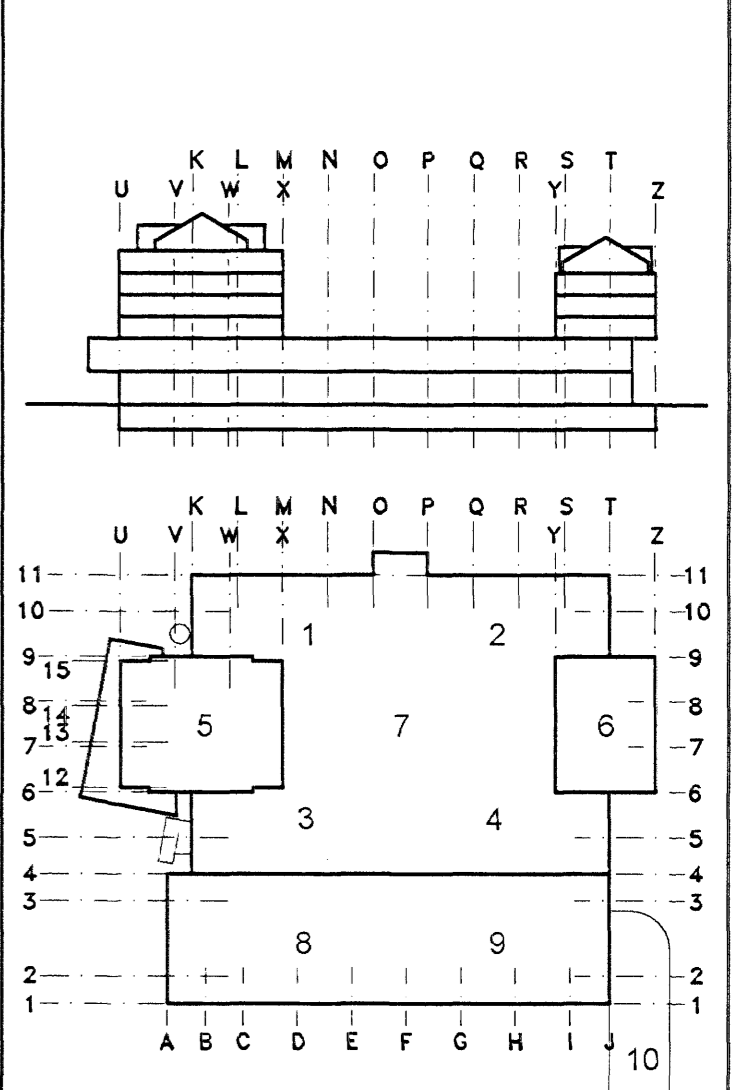 K L M N O P Q R S T
U V W X Y Z
K L M N O P Q R S T
U V W X Y Z
11 11
10 1 2 10
9 9
15
8 8
14
5 7 6
13
7 7
12
6 6
3 4
5 5
4 4
3 3
8 9
2 2
1 1
A B C D E F G H I J
10